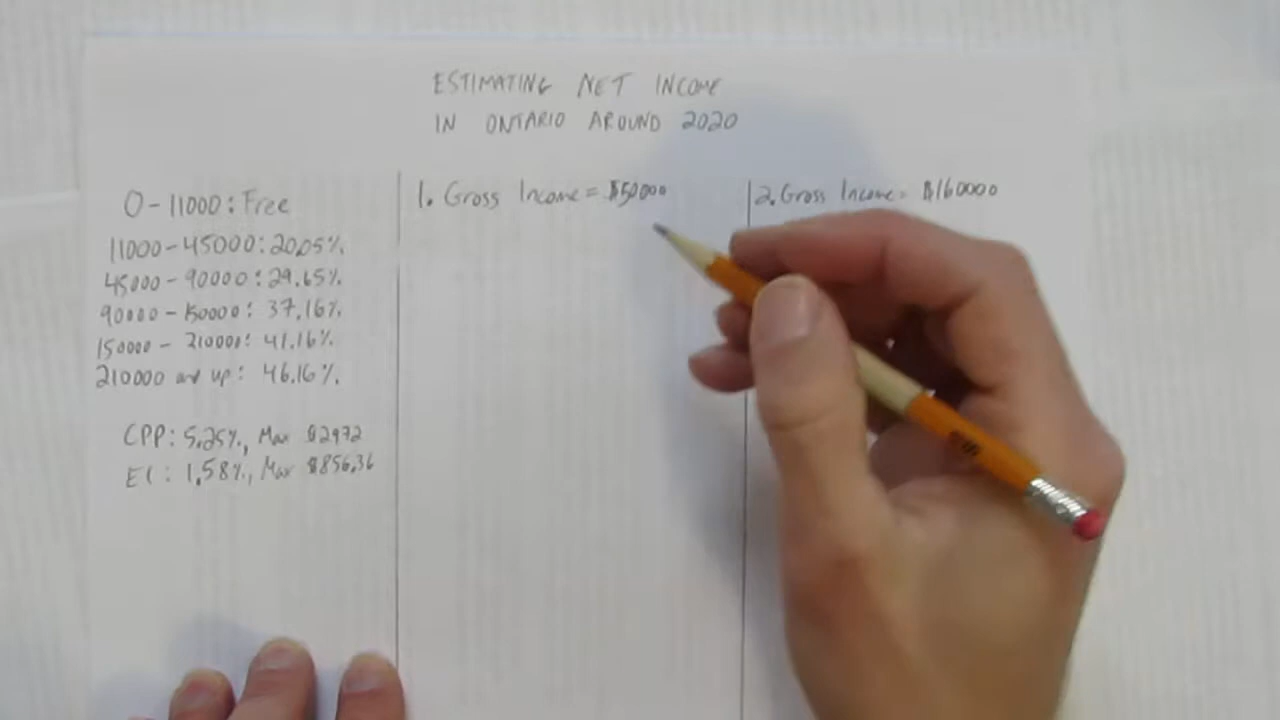 ESTIMATING NET INCOME
IN ONTARIO AROUND 2020
0-11000: Free
11000-45000: 20.05%
45000-90000: 29.65%
90000-150000: 37.16%
150000-210000: 41.16%
210000 and up: 46.16%
CPP: 5.25%, Max $2972
EI: 1.58%, Max $856.36
1. Gross Income = $50000
2. Gross Income = $160000